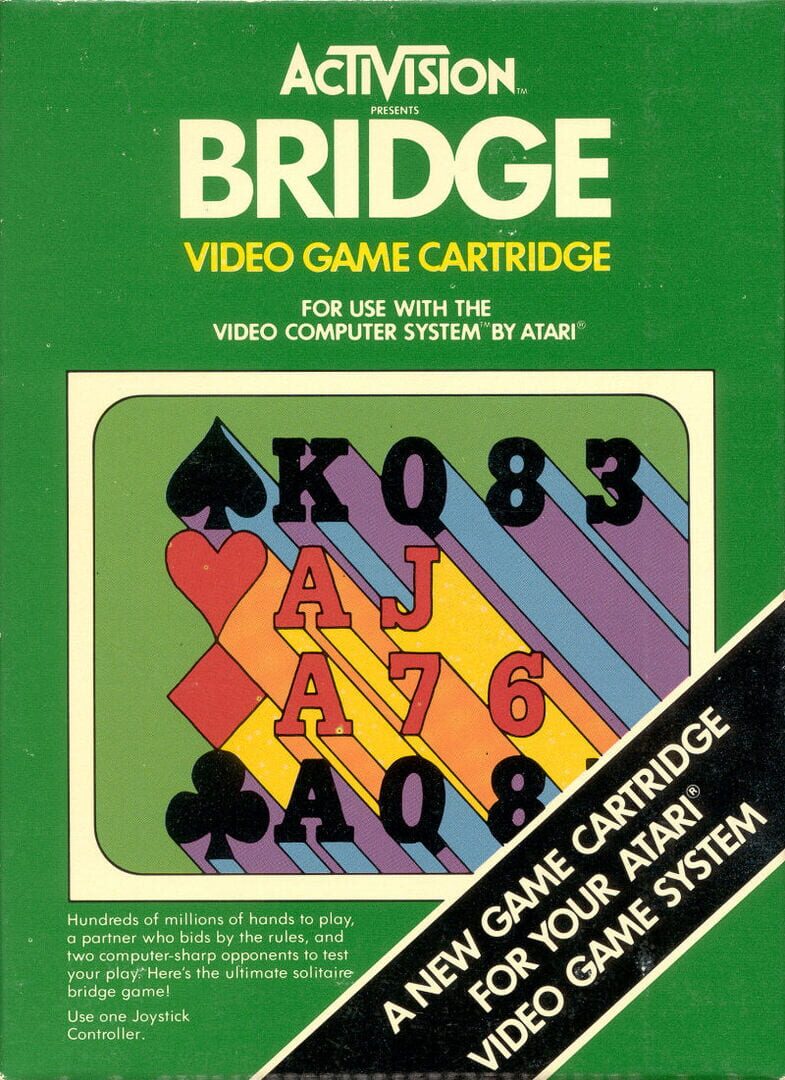 ACTIVISION™
PRESENTS
BRIDGE
VIDEO GAME CARTRIDGE
FOR USE WITH THE
VIDEO COMPUTER SYSTEM™ BY ATARI®
♠ K Q 8 3
♥ A J
♦ A 7 6
♣ A Q 8
A NEW GAME CARTRIDGE
FOR YOUR ATARI®
VIDEO GAME SYSTEM
Hundreds of millions of hands to play,
a partner who bids by the rules, and
two computer-sharp opponents to test
your play. Here's the ultimate solitaire
bridge game!
Use one Joystick
Controller.